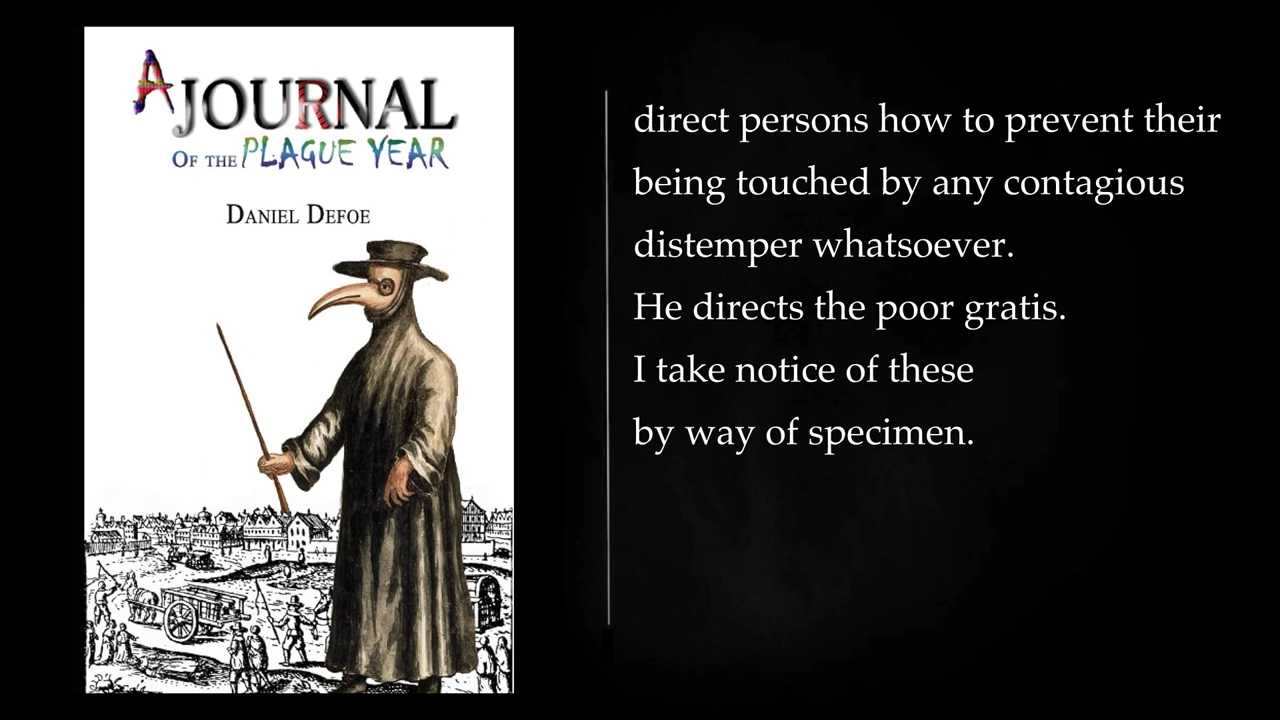 A JOURNAL
OF THE PLAGUE YEAR
DANIEL DEFOE
direct persons how to prevent their
being touched by any contagious
distemper whatsoever.
He directs the poor gratis.
I take notice of these
by way of specimen.